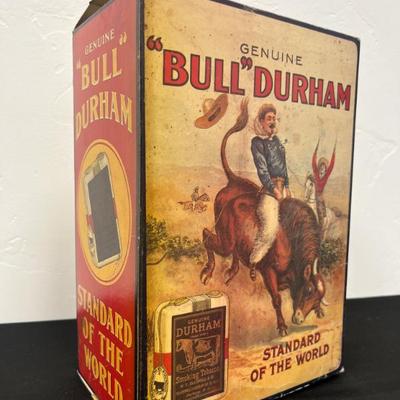 GENUINE
"BULL"
DURHAM
STANDARD
OF THE
WORLD
GENUINE
"BULL" DURHAM
GENUINE
DURHAM
Smoking Tobacco
STANDARD
OF THE WORLD